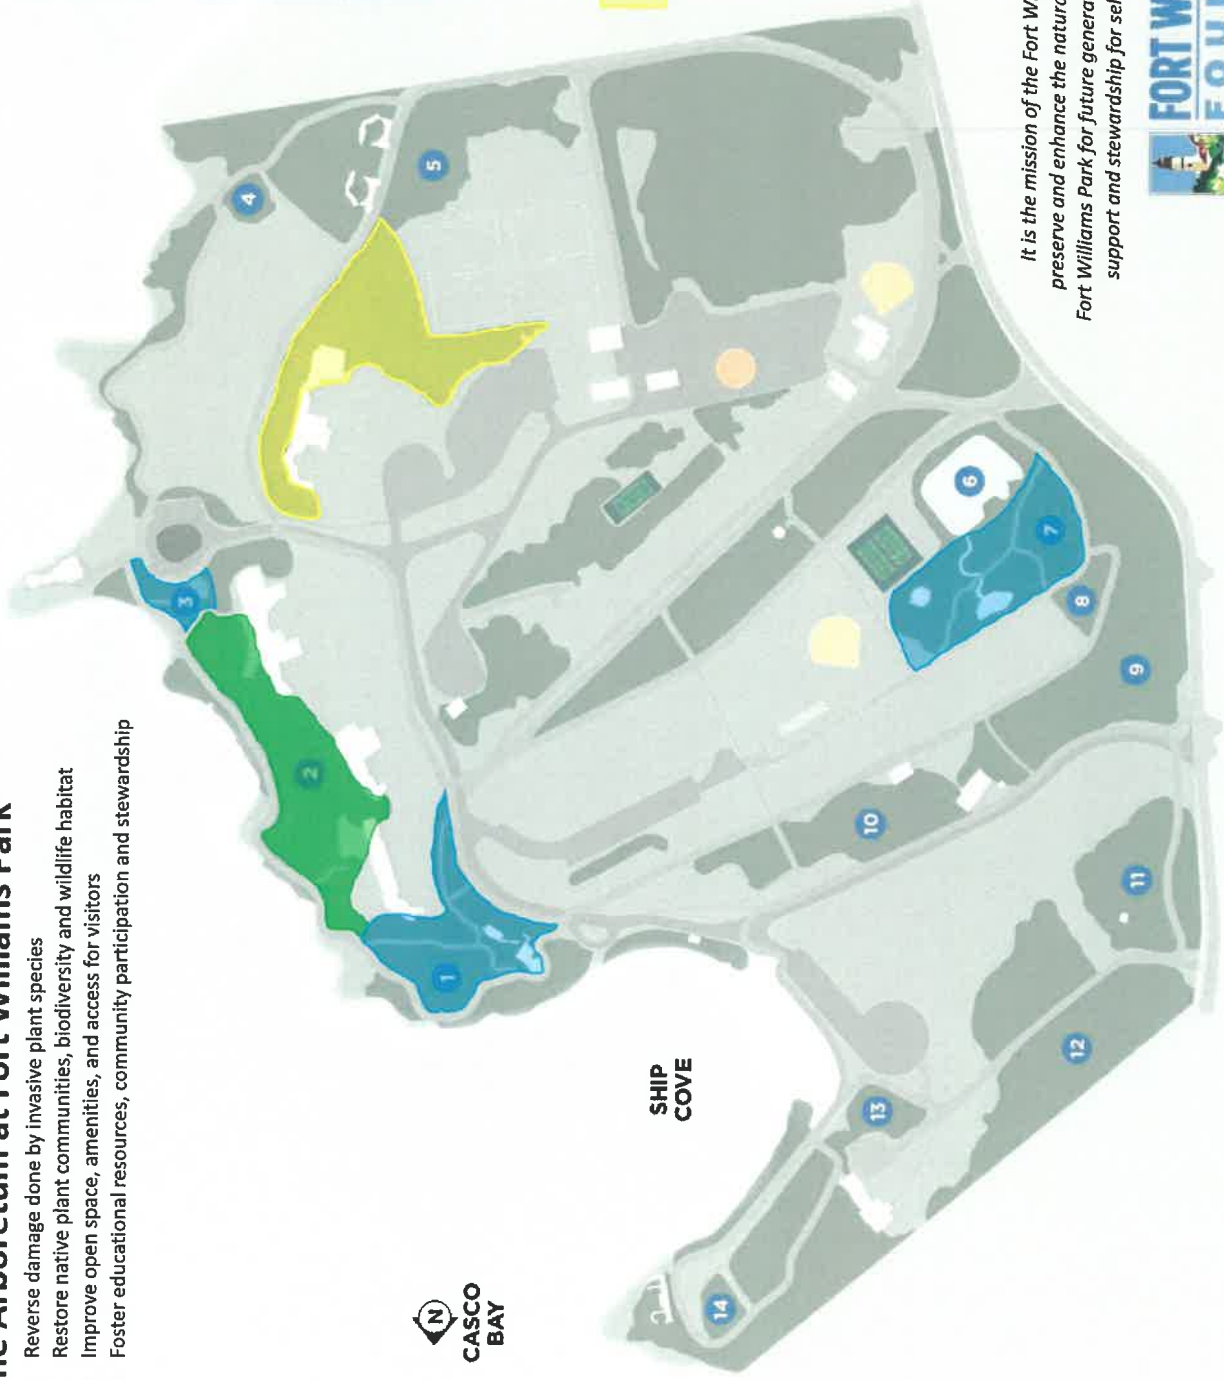 The Arboretum at Fort Williams Park
Reverse damage done by invasive plant species
Restore native plant communities, biodiversity and wildlife habitat
Improve open space, amenities, and access for visitors
Foster educational resources, community participation and stewardship
N
CASCO
BAY
SHIP
COVE
1
2
3
4
5
6
7
8
9
10
11
12
13
14
It is the mission of the Fort W
preserve and enhance the natura
Fort Williams Park for future genera
support and stewardship for sel
FORT W
FOU